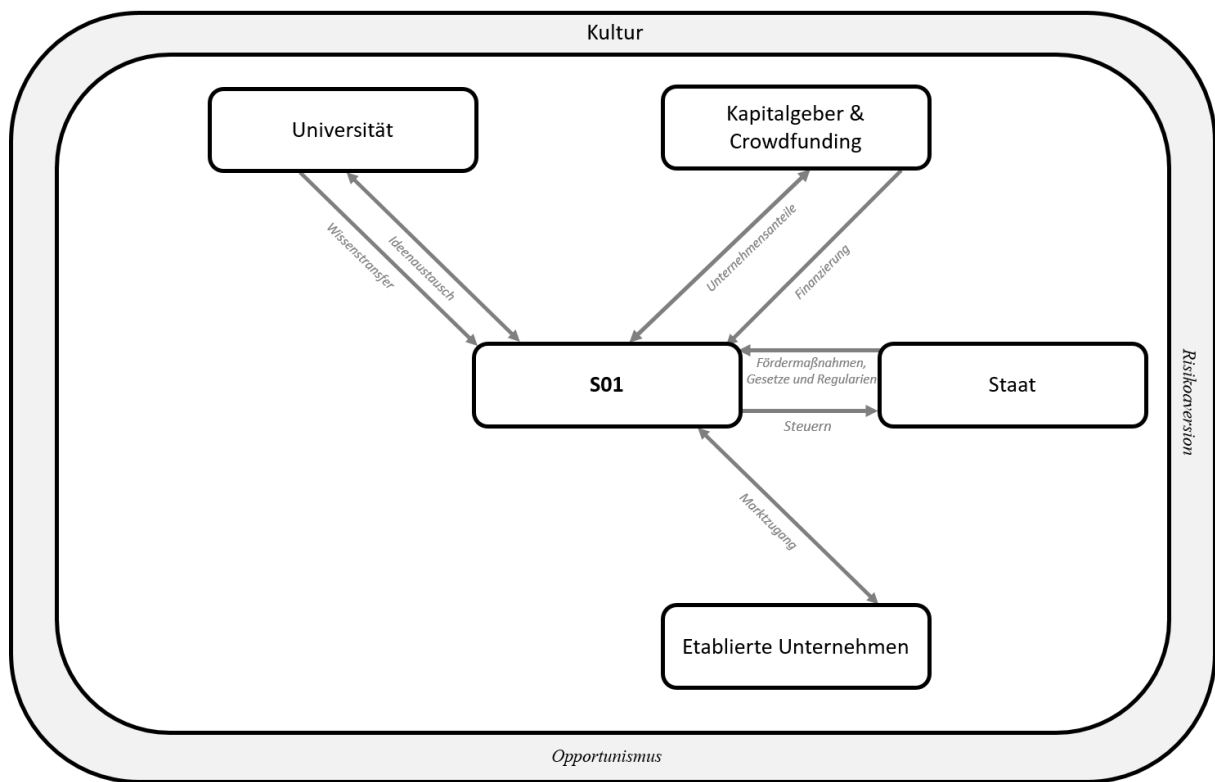 Kultur
Universität
Kapitalgeber &
Crowdfunding
Wissenstransfer
Ideenaustausch
Unternehmensanteile
Finanzierung
S01
Fördermaßnahmen,
Gesetze und Regularien
Steuern
Staat
Risikoaversion
Marktzugang
Etablierte Unternehmen
Opportunismus